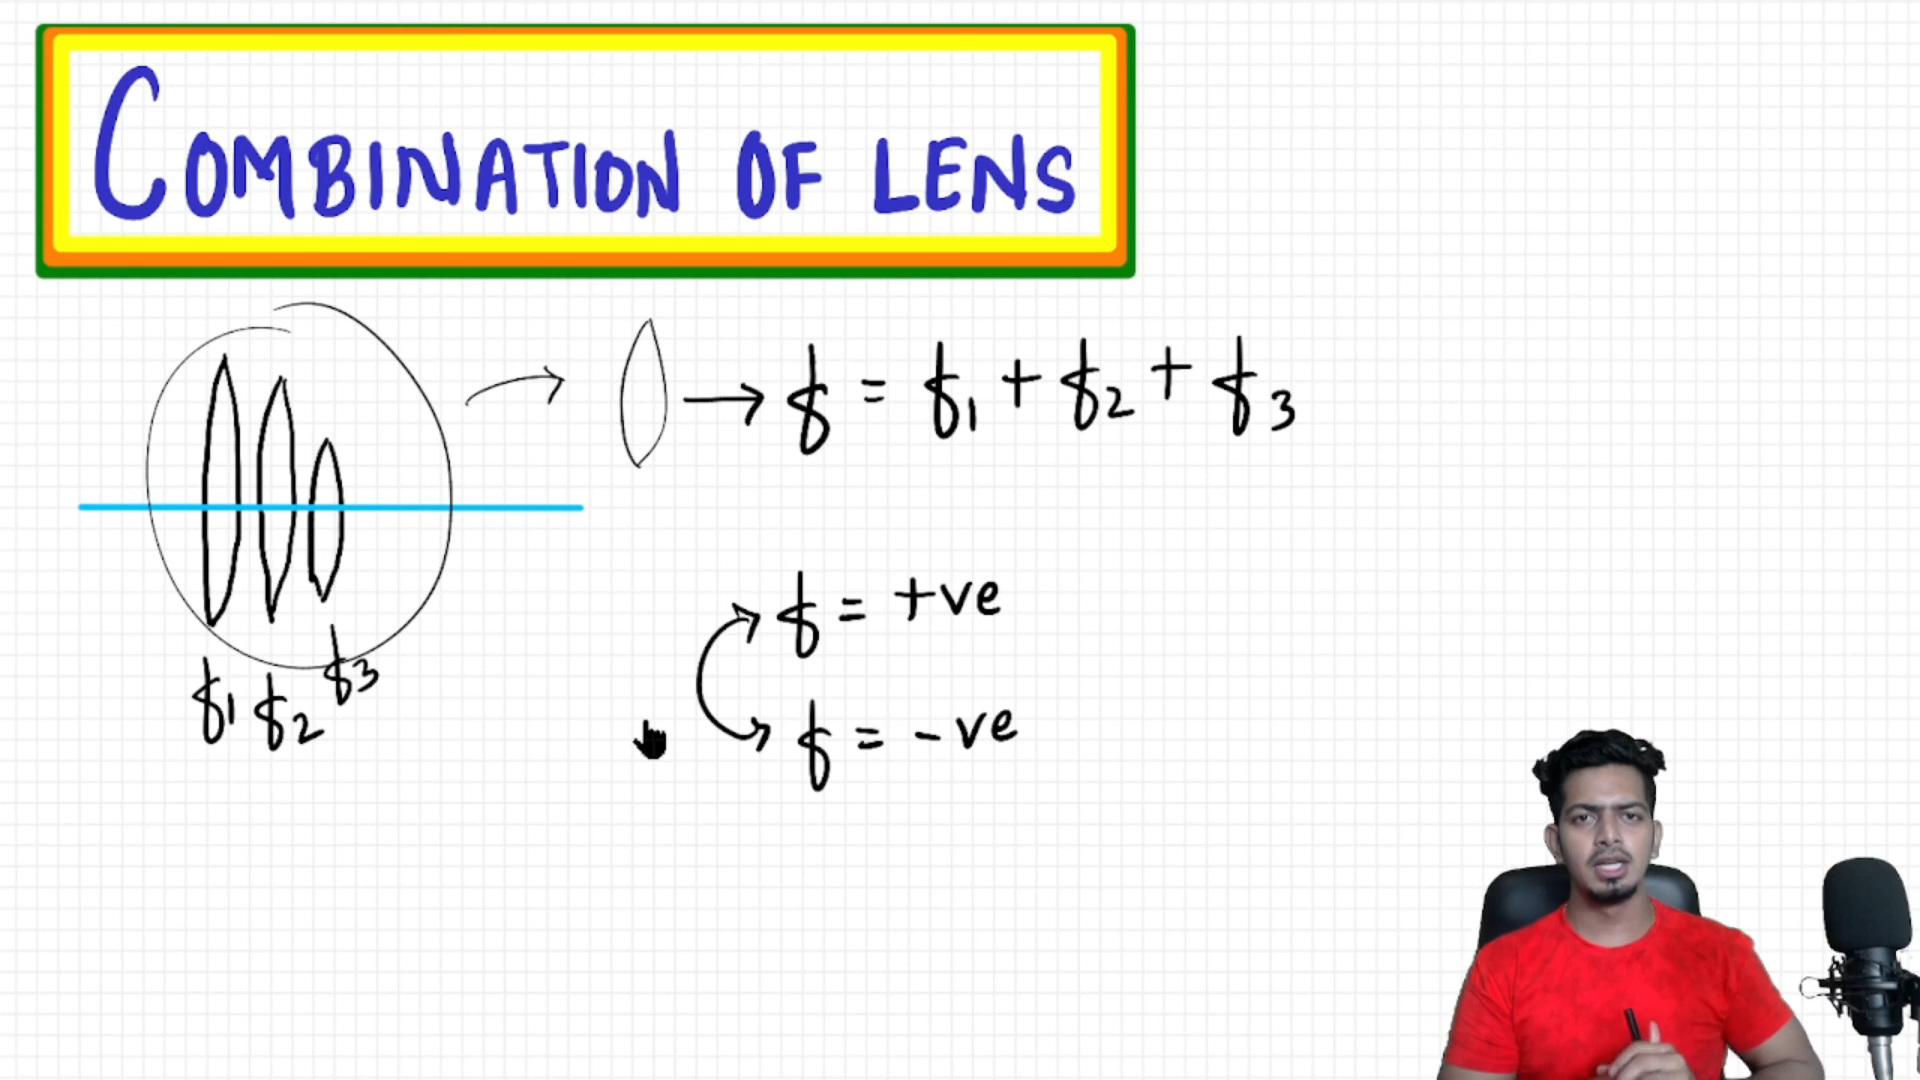 COMBINATION OF LENS
f = f1 + f2 + f3
f1 f2 f3
f = +ve
f = -ve